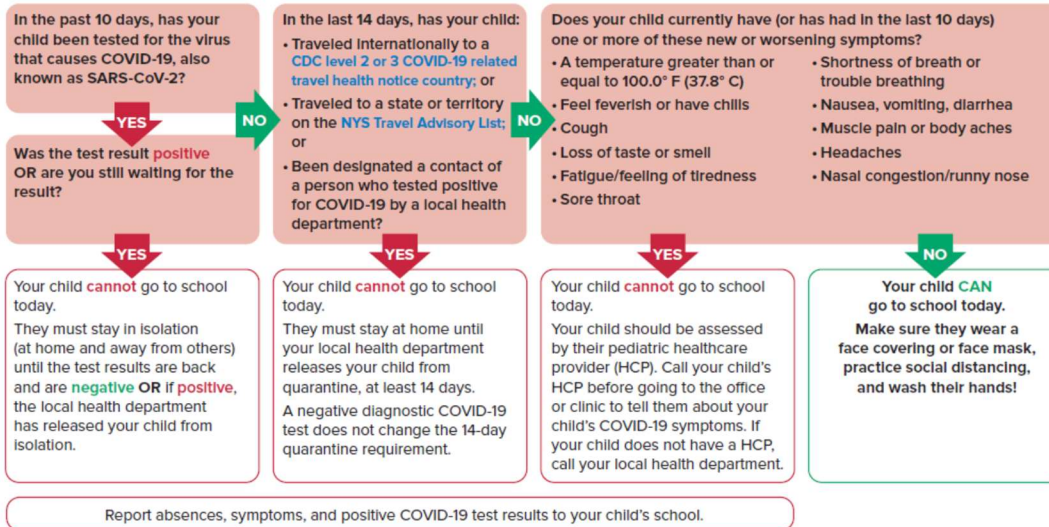 In the past 10 days, has your
child been tested for the virus
that causes COVID-19, also
known as SARS-CoV-2?
YES
NO
Was the test result positive
OR are you still waiting for the
result?
YES
Your child cannot go to school
today.
They must stay in isolation
(at home and away from others)
until the test results are back
and are negative OR if positive,
the local health department
has released your child from
isolation.
In the last 14 days, has your child:
• Traveled internationally to a
CDC level 2 or 3 COVID-19 related
travel health notice country; or
• Traveled to a state or territory
on the NYS Travel Advisory List;
or
• Been designated a contact of
a person who tested positive
for COVID-19 by a local health
department?
NO
YES
Your child cannot go to school
today.
They must stay at home until
your local health department
releases your child from
quarantine, at least 14 days.
A negative diagnostic COVID-19
test does not change the 14-day
quarantine requirement.
Does your child currently have (or has had in the last 10 days)
one or more of these new or worsening symptoms?
• A temperature greater than or
equal to 100.0° F (37.8° C)
• Feel feverish or have chills
• Cough
• Loss of taste or smell
• Fatigue/feeling of tiredness
• Sore throat
• Shortness of breath or
trouble breathing
• Nausea, vomiting, diarrhea
• Muscle pain or body aches
• Headaches
• Nasal congestion/runny nose
YES
Your child cannot go to school
today.
Your child should be assessed
by their pediatric healthcare
provider (HCP). Call your child's
HCP before going to the office
or clinic to tell them about your
child's COVID-19 symptoms. If
your child does not have a HCP,
call your local health department.
NO
Your child CAN
go to school today.
Make sure they wear a
face covering or face mask,
practice social distancing,
and wash their hands!
Report absences, symptoms, and positive COVID-19 test results to your child's school.